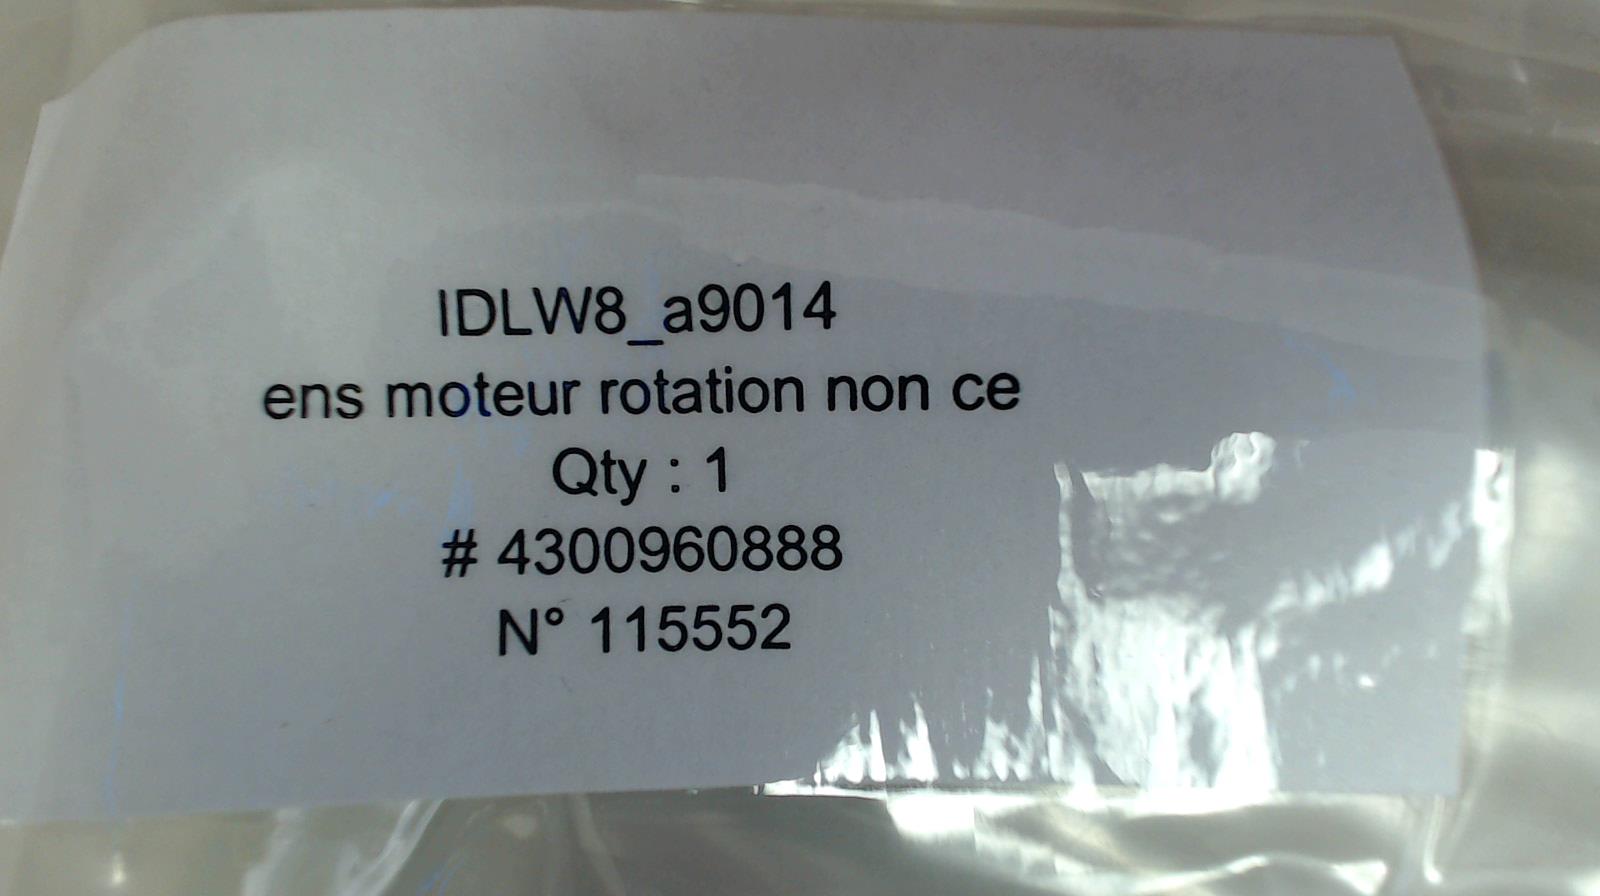 IDLW8_a9014
ens moteur rotation non ce
Qty : 1
# 4300960888
N° 115552